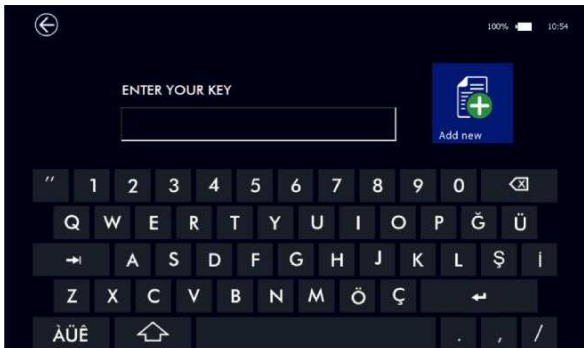 100% 10:54
ENTER YOUR KEY
Add new
" 1 2 3 4 5 6 7 8 9 0
Q W E R T Y U I O P Ğ Ü
A S D F G H J K L Ş İ
Z X C V B N M Ö Ç
ÀÜÊ . , /